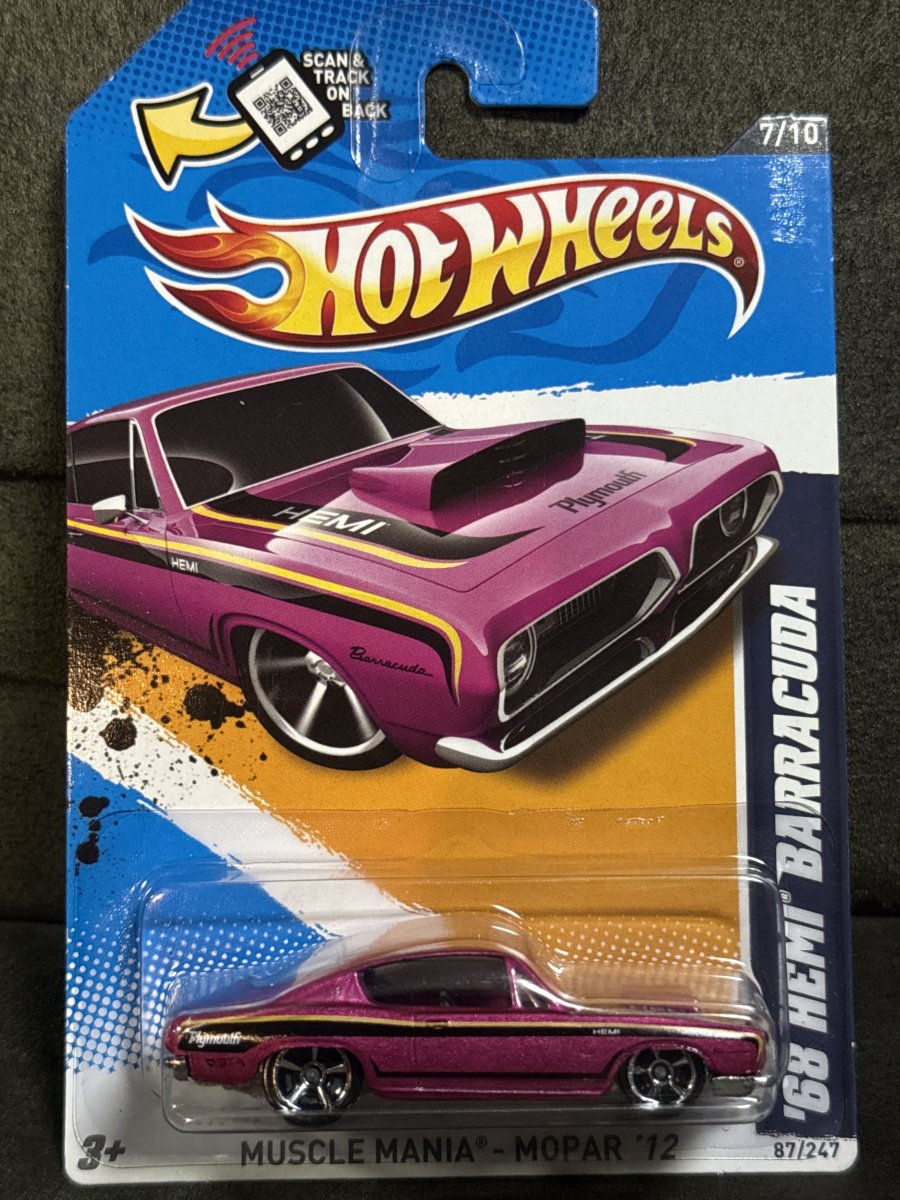 SCAN &
TRACK
ON
BACK
7/10
HOT WHEELS®
HEMI
Plymouth
HEMI
Barracuda
'68 HEMI® BARRACUDA
Plymouth
HEMI
3+
MUSCLE MANIA® - MOPAR '12
87/247